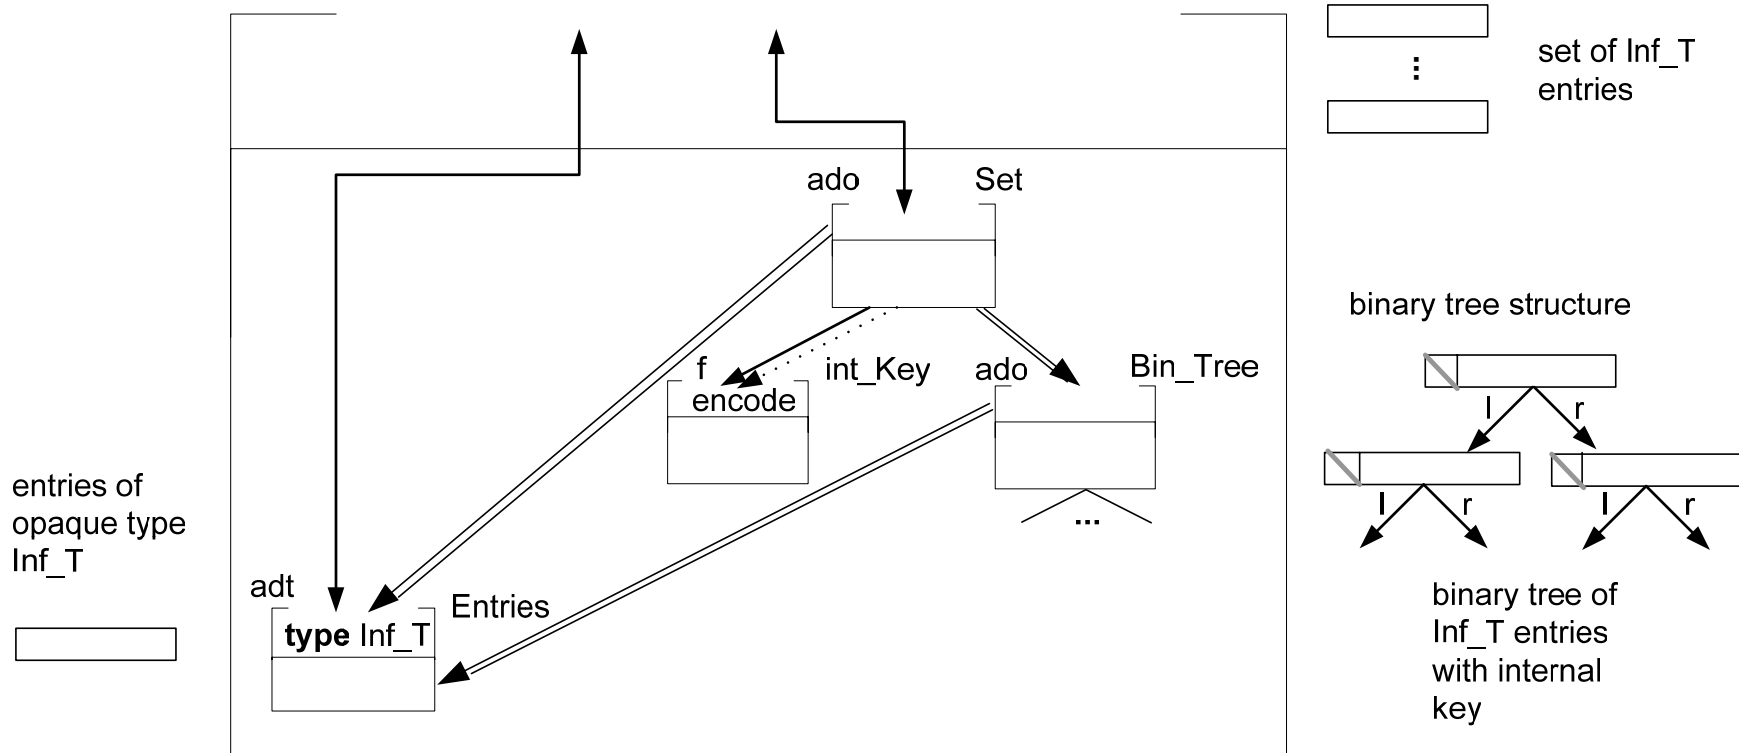 set of Inf_T
entries
...
ado
Set
binary tree structure
f
int_Key
ado
Bin_Tree
encode
l
r
entries of
opaque type
Inf_T
l
r
l
r
...
adt
Entries
type Inf_T
binary tree of
Inf_T entries
with internal
key